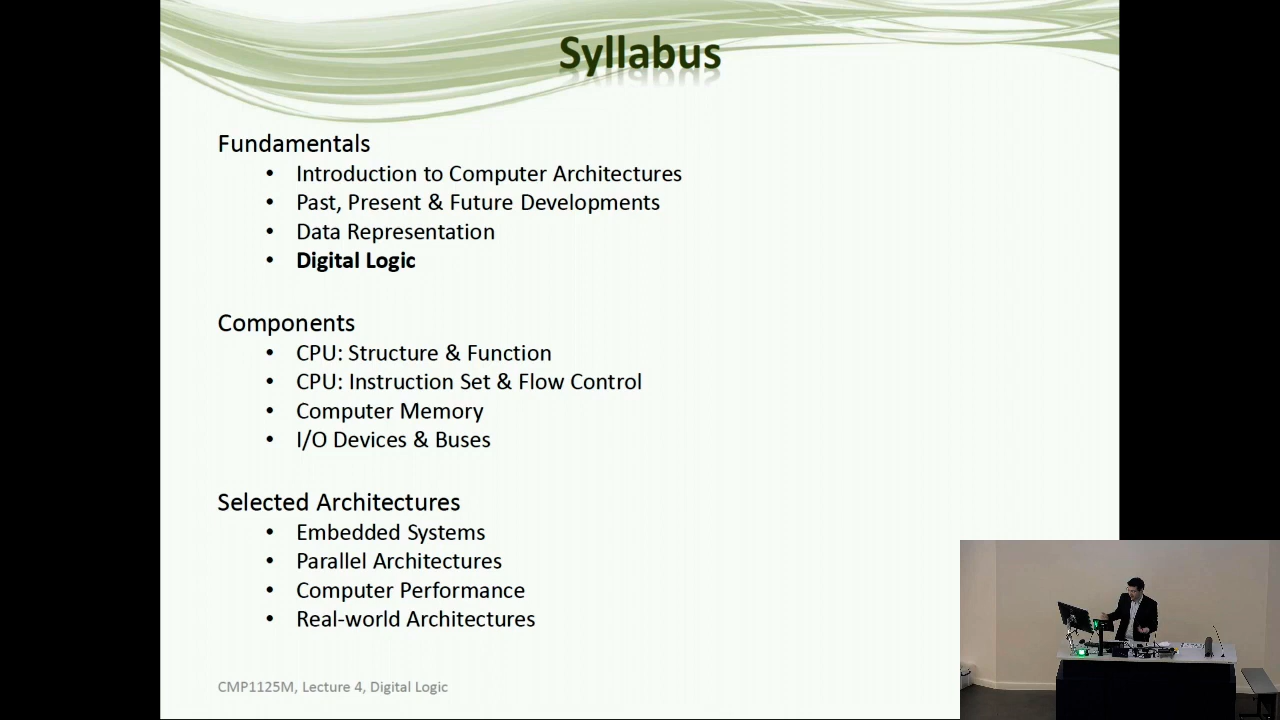 Syllabus
Fundamentals
• Introduction to Computer Architectures
• Past, Present & Future Developments
• Data Representation
• Digital Logic
Components
• CPU: Structure & Function
• CPU: Instruction Set & Flow Control
• Computer Memory
• I/O Devices & Buses
Selected Architectures
• Embedded Systems
• Parallel Architectures
• Computer Performance
• Real-world Architectures
CMP1125M, Lecture 4, Digital Logic